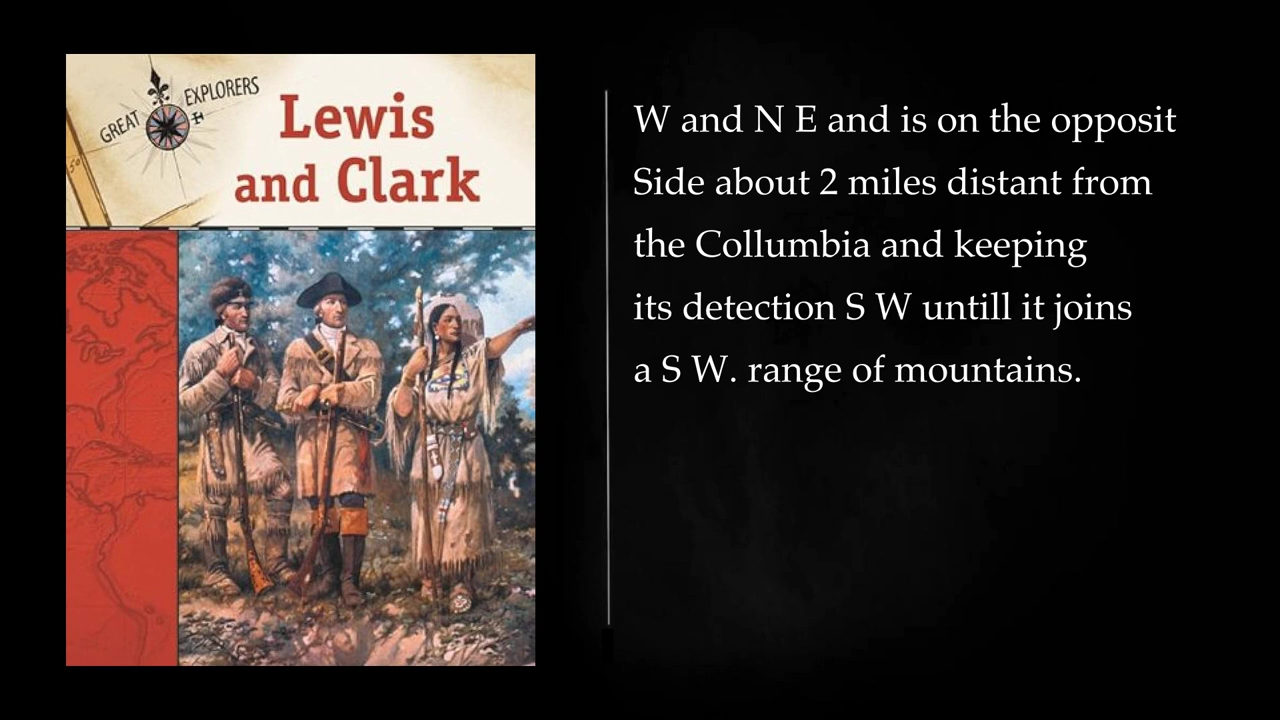 GREAT EXPLORERS
Lewis
and Clark
50
W and N E and is on the opposit
Side about 2 miles distant from
the Collumbia and keeping
its detection S W untill it joins
a S W. range of mountains.